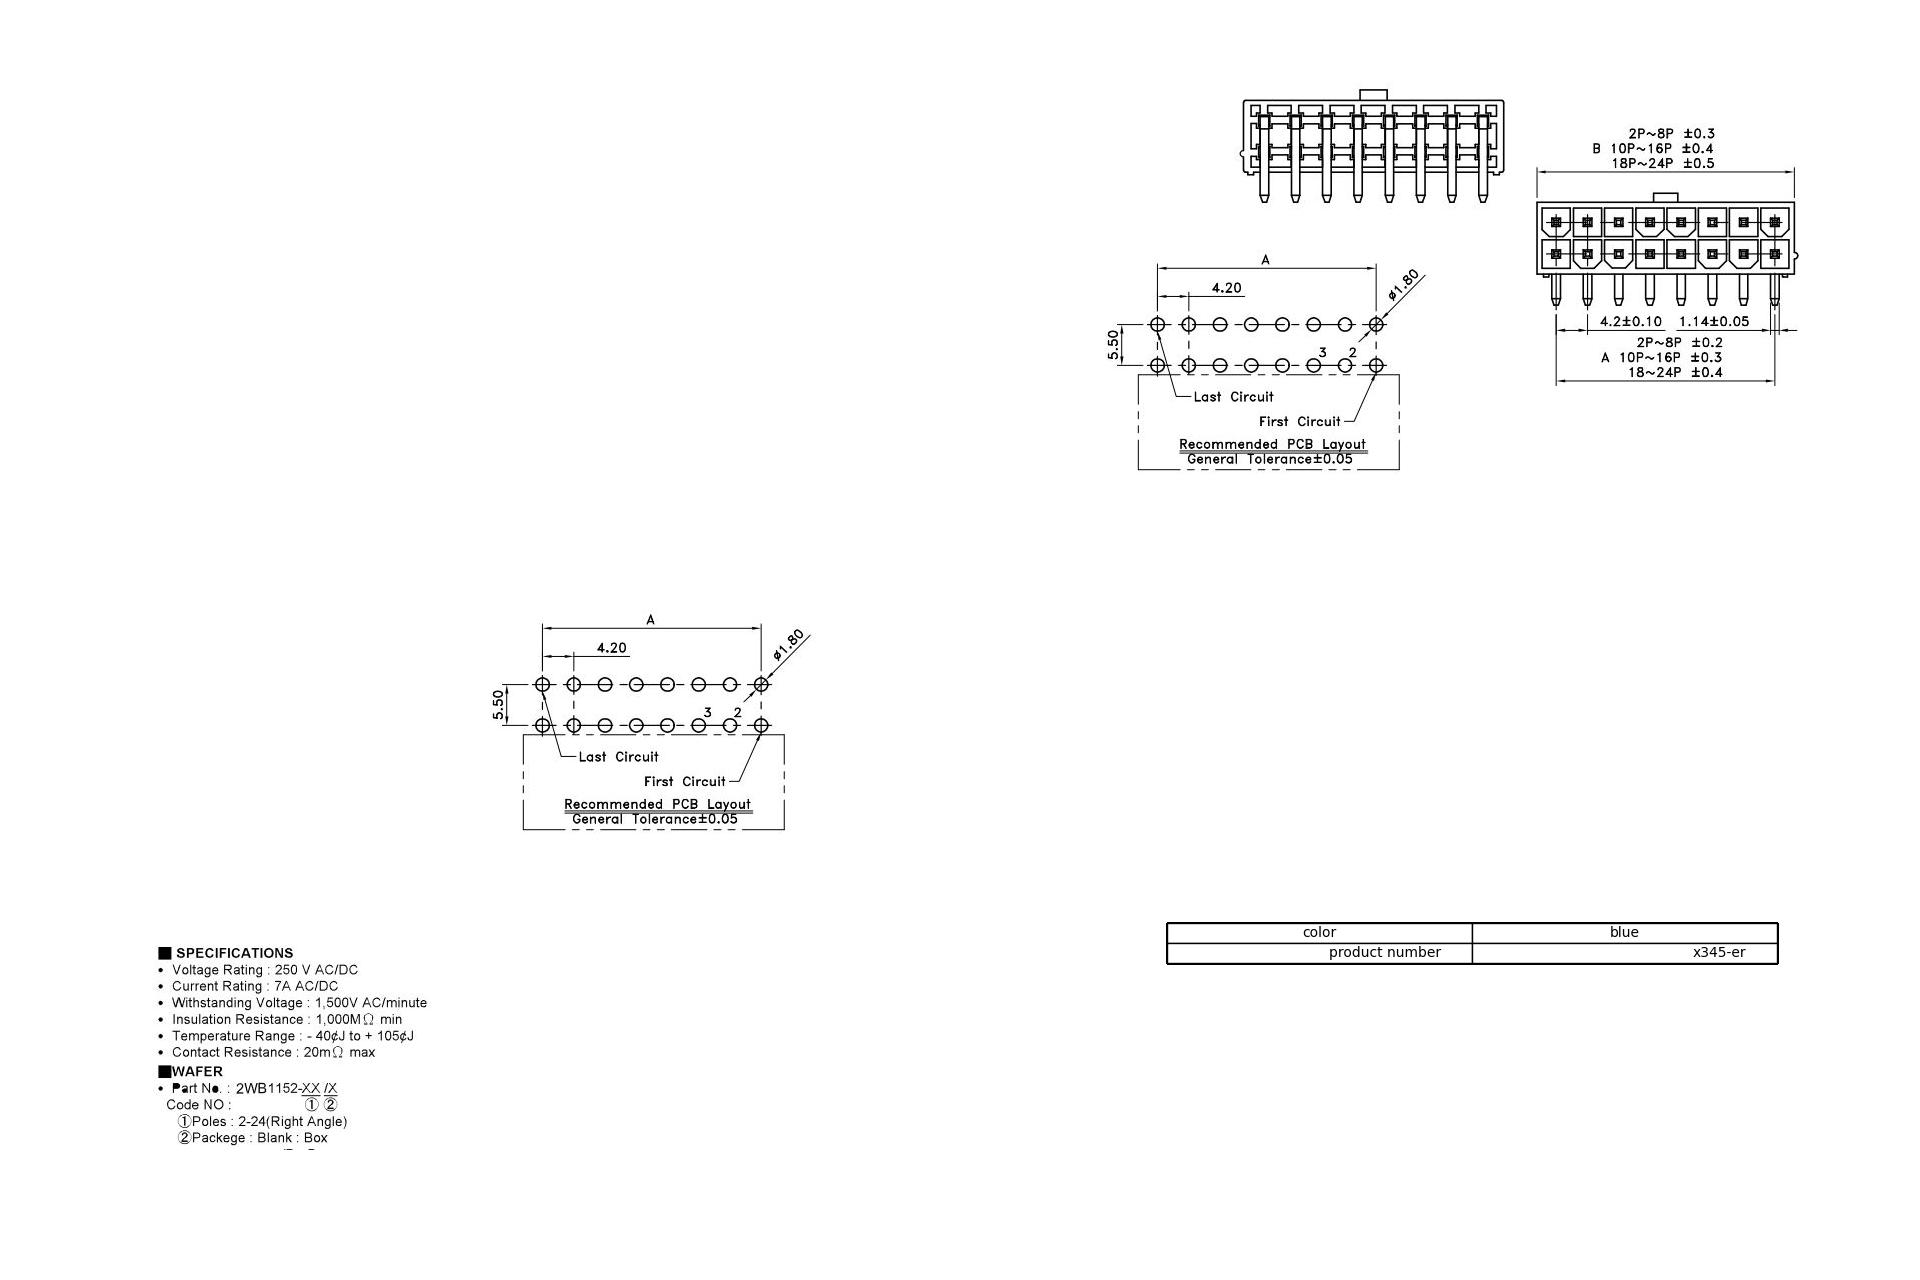 2P~8P ±0.3
B 10P~16P ±0.4
18P~24P ±0.5
A
4.20
ø1.80
5.50
3 2
Last Circuit
First Circuit
Recommended PCB Layout
General Tolerance±0.05
4.2±0.10 1.14±0.05
2P~8P ±0.2
A 10P~16P ±0.3
18~24P ±0.4
A
4.20
ø1.80
5.50
3 2
Last Circuit
First Circuit
Recommended PCB Layout
General Tolerance±0.05
color blue
product number x345-er
■ SPECIFICATIONS
• Voltage Rating : 250 V AC/DC
• Current Rating : 7A AC/DC
• Withstanding Voltage : 1,500V AC/minute
• Insulation Resistance : 1,000MΩ min
• Temperature Range : - 40¢J to + 105¢J
• Contact Resistance : 20mΩ max
■WAFER
• Part No. : 2WB1152-XX /X
Code NO : ① ②
①Poles : 2-24(Right Angle)
②Packege : Blank : Box